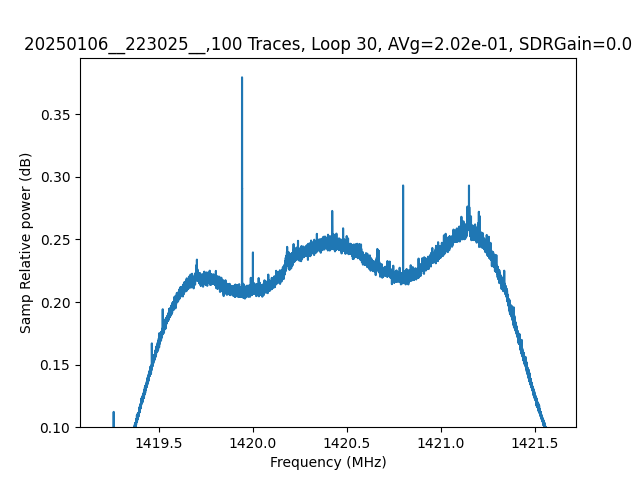 20250106__223025__,100 Traces, Loop 30, AVg=2.02e-01, SDRGain=0.0
Samp Relative power (dB)
0.35
0.30
0.25
0.20
0.15
0.10
1419.5 1420.0 1420.5 1421.0 1421.5
Frequency (MHz)